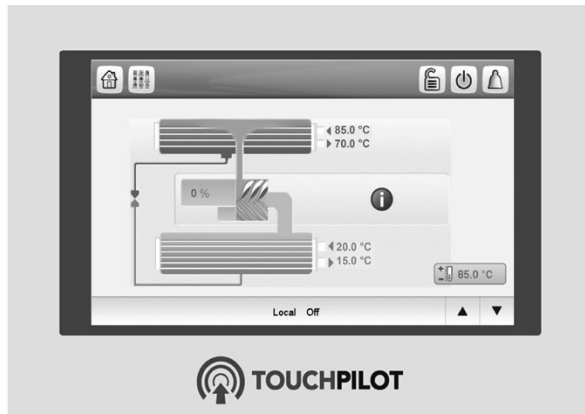 85.0 °C
70.0 °C
0 %
i
20.0 °C
15.0 °C
85.0 °C
Local Off
TOUCHPILOT